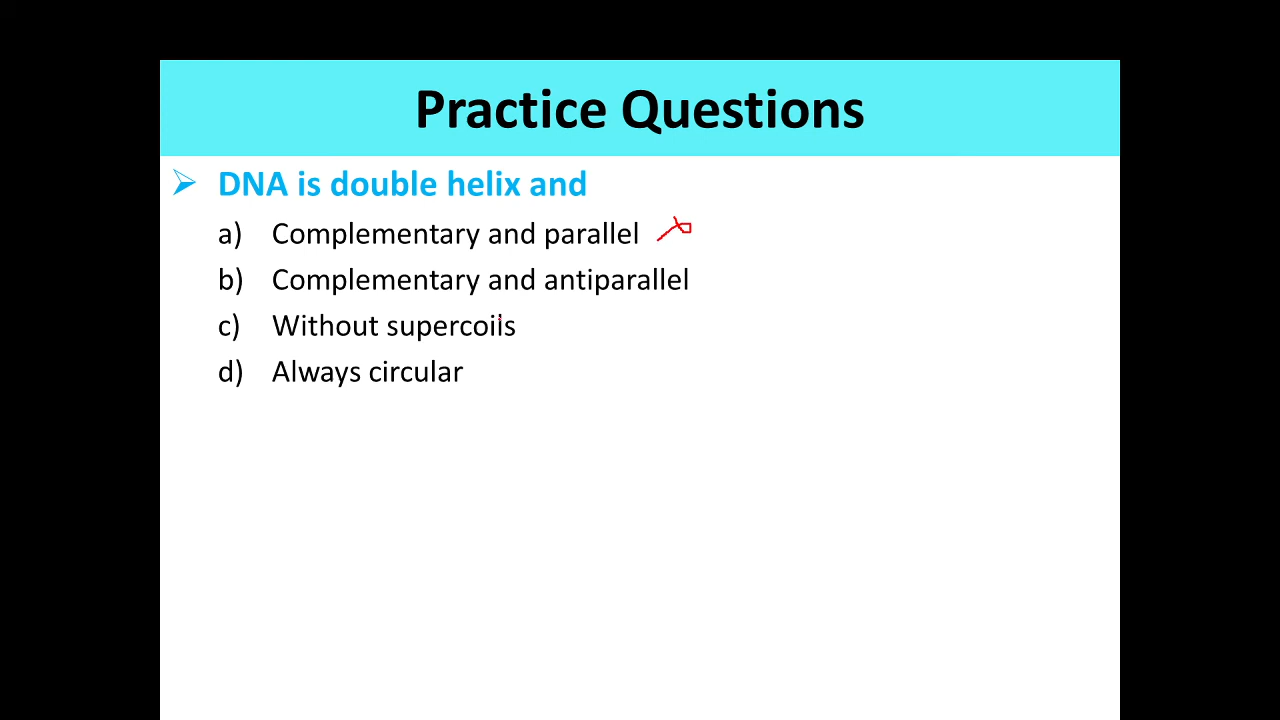 Practice Questions
➢ DNA is double helix and
a) Complementary and parallel
b) Complementary and antiparallel
c) Without supercoils
d) Always circular